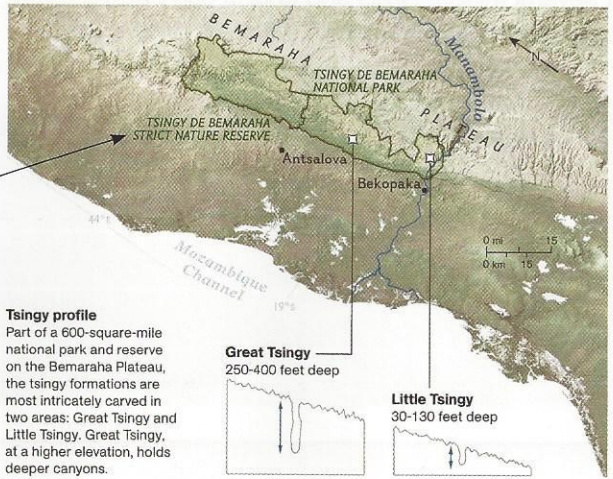 BEMARAHA
PLATEAU
Manambolo
N
TSINGY DE BEMARAHA
NATIONAL PARK
TSINGY DE BEMARAHA
STRICT NATURE RESERVE
Antsalova
Bekopaka
0 mi 15
0 km 15
44°E
Mozambique
Channel
19°S
Tsingy profile
Part of a 600-square-mile
national park and reserve
on the Bemaraha Plateau,
the tsingy formations are
most intricately carved in
two areas: Great Tsingy and
Little Tsingy. Great Tsingy,
at a higher elevation, holds
deeper canyons.
Great Tsingy
250-400 feet deep
Little Tsingy
30-130 feet deep